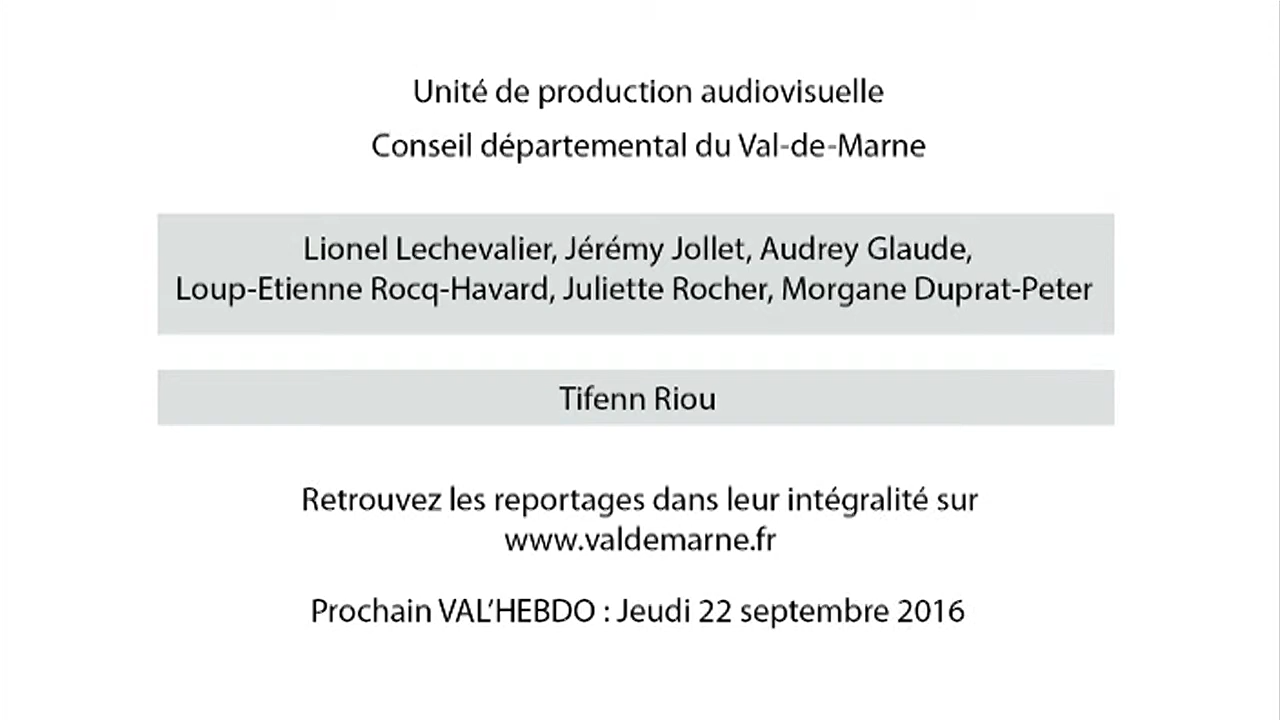 Unité de production audiovisuelle
Conseil départemental du Val-de-Marne
Lionel Lechevalier, Jérémy Jollet, Audrey Glaude,
Loup-Etienne Rocq-Havard, Juliette Rocher, Morgane Duprat-Peter
Tifenn Riou
Retrouvez les reportages dans leur intégralité sur
www.valdemarne.fr
Prochain VAL’HEBDO : Jeudi 22 septembre 2016